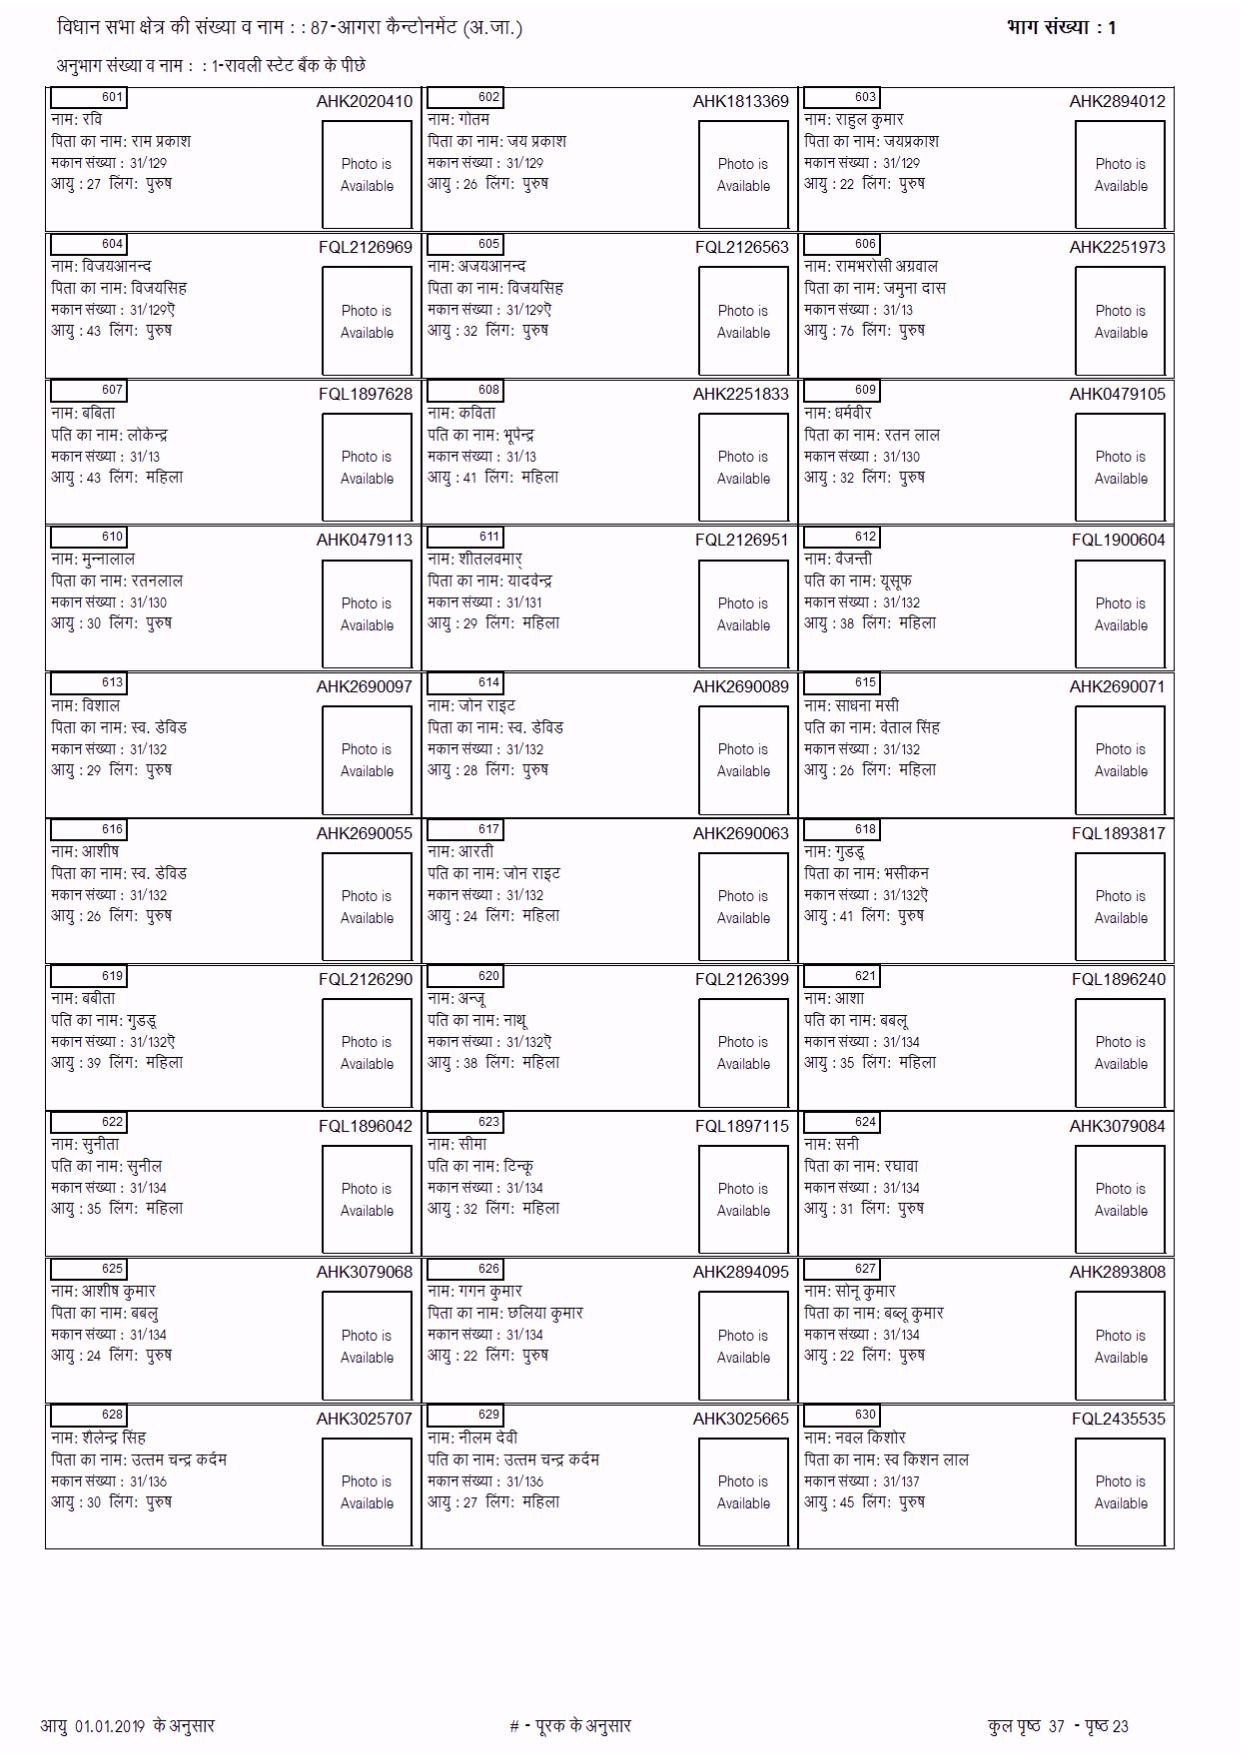 विधान सभा क्षेत्र की संख्या व नाम : : 87-आगरा कैन्टोनमेंट (अ.जा.) भाग संख्या : 1
अनुभाग संख्या व नाम : : 1-रावली स्टेट बैंक के पीछे
601 AHK2020410
नाम: रवि
पिता का नाम: राम प्रकाश
मकान संख्या : 31/129
आयु : 27 लिंग: पुरुष
Photo is
Available
602 AHK1813369
नाम: गोतम
पिता का नाम: जय प्रकाश
मकान संख्या : 31/129
आयु : 26 लिंग: पुरुष
Photo is
Available
603 AHK2894012
नाम: राहुल कुमार
पिता का नाम: जयप्रकाश
मकान संख्या : 31/129
आयु : 22 लिंग: पुरुष
Photo is
Available
604 FQL2126969
नाम: विजयआनन्द
पिता का नाम: विजयसिह
मकान संख्या : 31/129ऐ
आयु : 43 लिंग: पुरुष
Photo is
Available
605 FQL2126563
नाम: अजयआनन्द
पिता का नाम: विजयसिह
मकान संख्या : 31/129ऐ
आयु : 32 लिंग: पुरुष
Photo is
Available
606 AHK2251973
नाम: रामभरोसी अग्रवाल
पिता का नाम: जमुना दास
मकान संख्या : 31/13
आयु : 76 लिंग: पुरुष
Photo is
Available
607 FQL1897628
नाम: बबिता
पति का नाम: लोकेन्द्र
मकान संख्या : 31/13
आयु : 43 लिंग: महिला
Photo is
Available
608 AHK2251833
नाम: कविता
पति का नाम: भूपेन्द्र
मकान संख्या : 31/13
आयु : 41 लिंग: महिला
Photo is
Available
609 AHK0479105
नाम: धर्मवीर
पिता का नाम: रतन लाल
मकान संख्या : 31/130
आयु : 32 लिंग: पुरुष
Photo is
Available
610 AHK0479113
नाम: मुन्नालाल
पिता का नाम: रतनलाल
मकान संख्या : 31/130
आयु : 30 लिंग: पुरुष
Photo is
Available
611 FQL2126951
नाम: शीतलवमार्
पिता का नाम: यादवेन्द्र
मकान संख्या : 31/131
आयु : 29 लिंग: महिला
Photo is
Available
612 FQL1900604
नाम: वैजन्ती
पति का नाम: यूसूफ
मकान संख्या : 31/132
आयु : 38 लिंग: महिला
Photo is
Available
613 AHK2690097
नाम: विशाल
पिता का नाम: स्व. डेविड
मकान संख्या : 31/132
आयु : 29 लिंग: पुरुष
Photo is
Available
614 AHK2690089
नाम: जोन राइट
पिता का नाम: स्व. डेविड
मकान संख्या : 31/132
आयु : 28 लिंग: पुरुष
Photo is
Available
615 AHK2690071
नाम: साधना मसी
पति का नाम: वेताल सिंह
मकान संख्या : 31/132
आयु : 26 लिंग: महिला
Photo is
Available
616 AHK2690055
नाम: आशीष
पिता का नाम: स्व. डेविड
मकान संख्या : 31/132
आयु : 26 लिंग: पुरुष
Photo is
Available
617 AHK2690063
नाम: आरती
पति का नाम: जोन राइट
मकान संख्या : 31/132
आयु : 24 लिंग: महिला
Photo is
Available
618 FQL1893817
नाम: गुडडू
पिता का नाम: भसीकन
मकान संख्या : 31/132ऐ
आयु : 41 लिंग: पुरुष
Photo is
Available
619 FQL2126290
नाम: बबीता
पति का नाम: गुडडू
मकान संख्या : 31/132ऐ
आयु : 39 लिंग: महिला
Photo is
Available
620 FQL2126399
नाम: अन्जू
पति का नाम: नाथू
मकान संख्या : 31/132ऐ
आयु : 38 लिंग: महिला
Photo is
Available
621 FQL1896240
नाम: आशा
पति का नाम: बबलू
मकान संख्या : 31/134
आयु : 35 लिंग: महिला
Photo is
Available
622 FQL1896042
नाम: सुनीता
पति का नाम: सुनील
मकान संख्या : 31/134
आयु : 35 लिंग: महिला
Photo is
Available
623 FQL1897115
नाम: सीमा
पति का नाम: टिन्कू
मकान संख्या : 31/134
आयु : 32 लिंग: महिला
Photo is
Available
624 AHK3079084
नाम: सनी
पिता का नाम: रघावा
मकान संख्या : 31/134
आयु : 31 लिंग: पुरुष
Photo is
Available
625 AHK3079068
नाम: आशीष कुमार
पिता का नाम: बबलु
मकान संख्या : 31/134
आयु : 24 लिंग: पुरुष
Photo is
Available
626 AHK2894095
नाम: गगन कुमार
पिता का नाम: छलिया कुमार
मकान संख्या : 31/134
आयु : 22 लिंग: पुरुष
Photo is
Available
627 AHK2893808
नाम: सोनू कुमार
पिता का नाम: बब्लू कुमार
मकान संख्या : 31/134
आयु : 22 लिंग: पुरुष
Photo is
Available
628 AHK3025707
नाम: शैलेन्द्र सिंह
पिता का नाम: उत्तम चन्द्र कर्दम
मकान संख्या : 31/136
आयु : 30 लिंग: पुरुष
Photo is
Available
629 AHK3025665
नाम: नीलम देवी
पति का नाम: उत्तम चन्द्र कर्दम
मकान संख्या : 31/136
आयु : 27 लिंग: महिला
Photo is
Available
630 FQL2435535
नाम: नवल किशोर
पिता का नाम: स्व किशन लाल
मकान संख्या : 31/137
आयु : 45 लिंग: पुरुष
Photo is
Available
आयु 01.01.2019 के अनुसार # - पूरक के अनुसार कुल पृष्ठ 37 - पृष्ठ 23